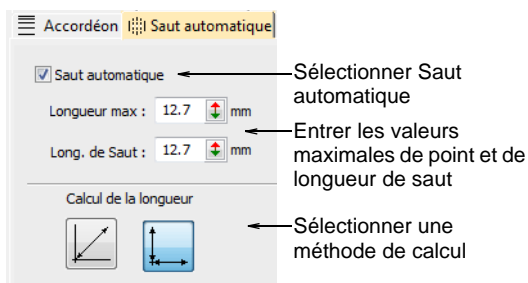 Accordéon Saut automatique
Saut automatique
Sélectionner Saut
automatique
Longueur max : 12.7 mm
Entrer les valeurs
maximales de point et de
longueur de saut
Long. de Saut : 12.7 mm
Calcul de la longueur
Sélectionner une
méthode de calcul